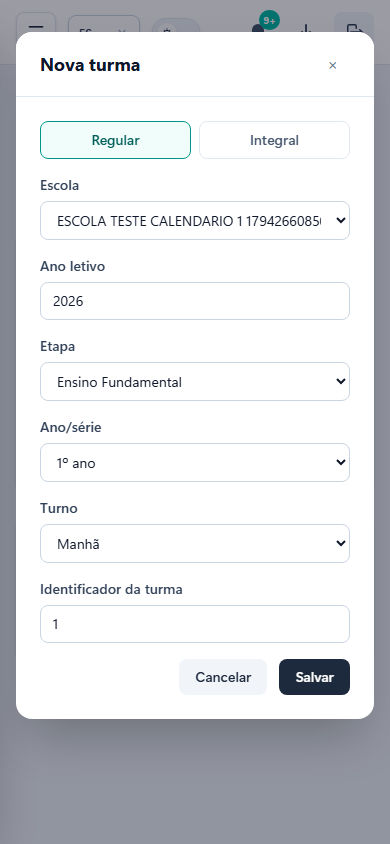 9+
Nova turma
×
Regular Integral
Escola
ESCOLA TESTE CALENDARIO 1 1794266085
Ano letivo
2026
Etapa
Ensino Fundamental
Ano/série
1º ano
Turno
Manhã
Identificador da turma
1
Cancelar Salvar